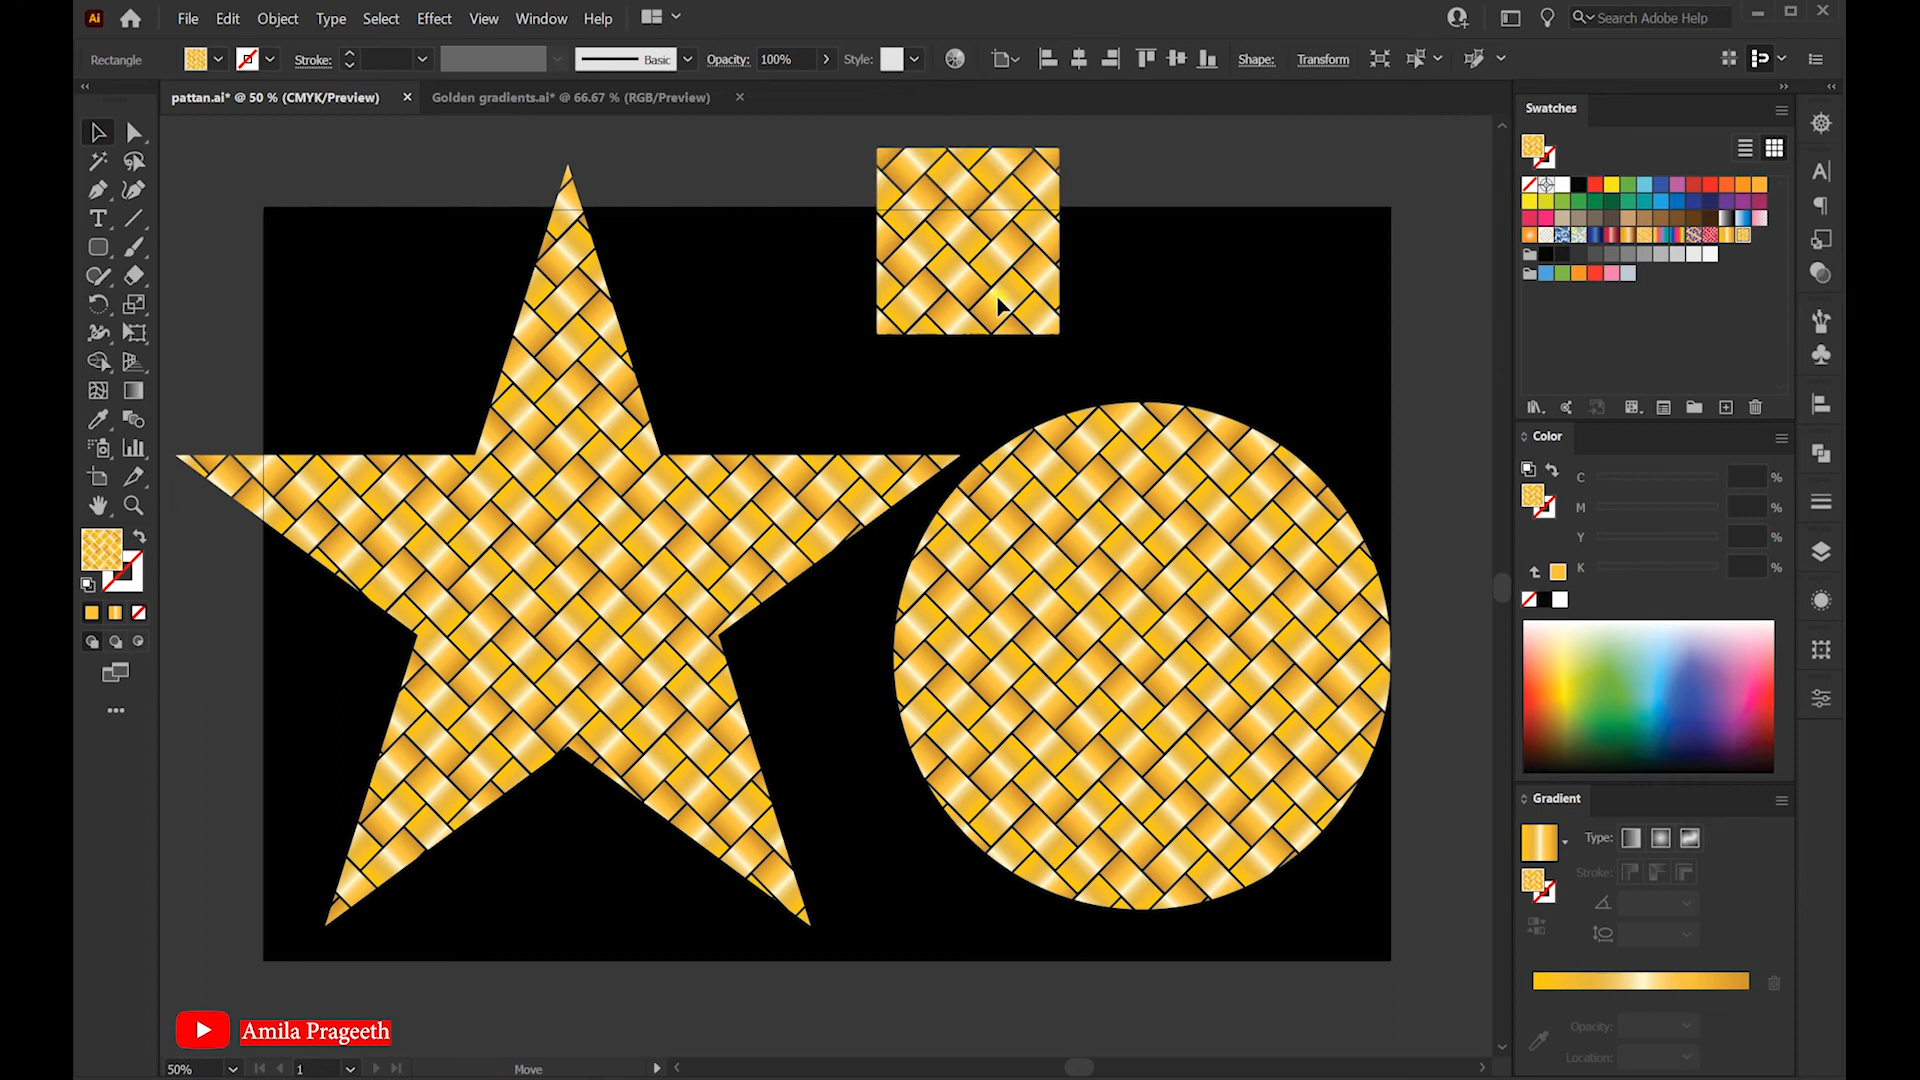 Ai File Edit Object Type Select Effect View Window Help Search Adobe Help
Rectangle Stroke: Basic Opacity: 100% Style: Shape: Transform
pattan.ai* @ 50 % (CMYK/Preview) Golden gradients.ai* @ 66.67 % (RGB/Preview)
Swatches
Color
C %
M %
Y %
K %
Gradient
Type:
Stroke:
Opacity:
Location:
Amila Prageeth
50% 1 Move